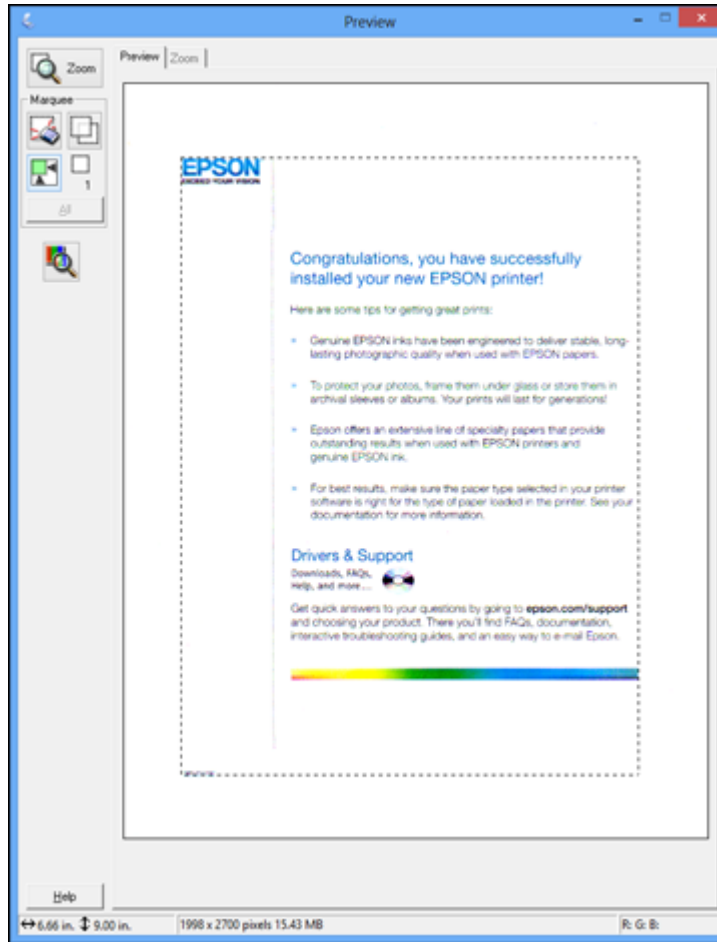 Preview
Zoom
Preview
Zoom
Marquee
1
All
EPSON
EXCEED YOUR VISION
Congratulations, you have successfully
installed your new EPSON printer!
Here are some tips for getting great prints:
Genuine EPSON inks have been engineered to deliver stable, long-
lasting photographic quality when used with EPSON papers.
To protect your photos, frame them under glass or store them in
archival sleeves or albums. Your prints will last for generations!
Epson offers an extensive line of specialty papers that provide
outstanding results when used with EPSON printers and
genuine EPSON ink.
For best results, make sure the paper type selected in your printer
software is right for the type of paper loaded in the printer. See your
documentation for more information.
Drivers & Support
Downloads, FAQs,
Help, and more...
Get quick answers to your questions by going to epson.com/support
and choosing your product. There you'll find FAQs, documentation,
interactive troubleshooting guides, and an easy way to e-mail Epson.
Help
6.66 in. 9.00 in. 1998 x 2700 pixels 15.43 MB R: G: B: